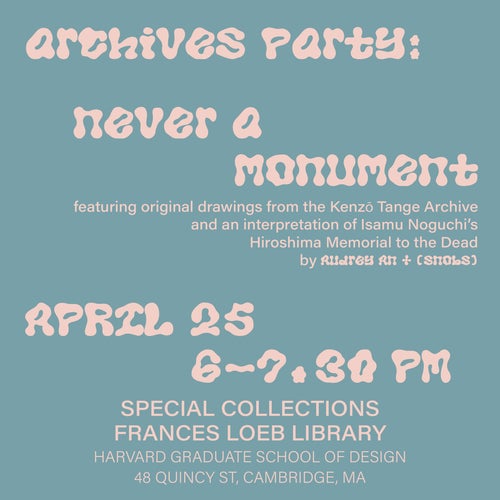 archives party:
never a
monument
featuring original drawings from the Kenzō Tange Archive
and an interpretation of Isamu Noguchi's
Hiroshima Memorial to the Dead
by Audrey An + (SNOBS)
APRIL 25
6–7.30 PM
SPECIAL COLLECTIONS
FRANCES LOEB LIBRARY
HARVARD GRADUATE SCHOOL OF DESIGN
48 QUINCY ST, CAMBRIDGE, MA